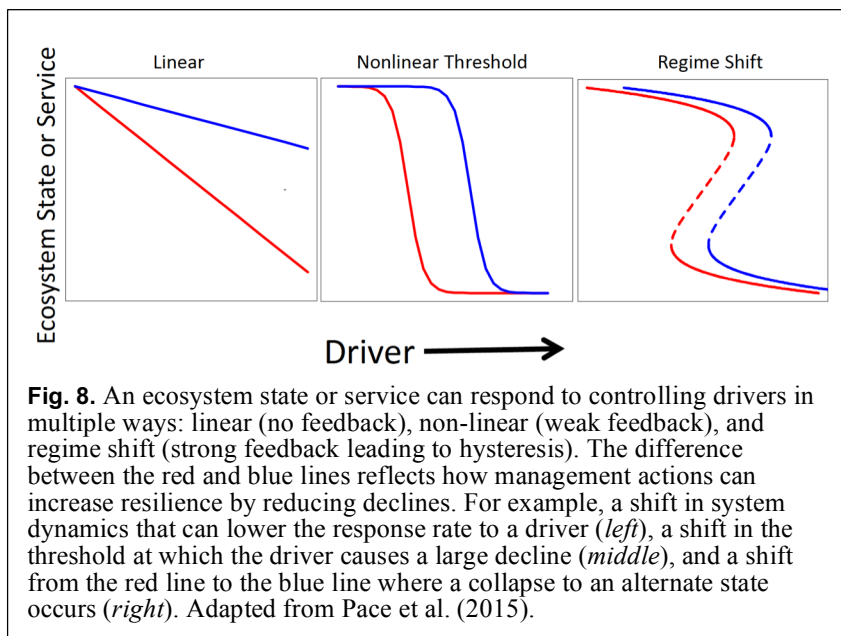 Linear
Nonlinear Threshold
Regime Shift
Ecosystem State or Service
Driver
Fig. 8. An ecosystem state or service can respond to controlling drivers in
multiple ways: linear (no feedback), non-linear (weak feedback), and
regime shift (strong feedback leading to hysteresis). The difference
between the red and blue lines reflects how management actions can
increase resilience by reducing declines. For example, a shift in system
dynamics that can lower the response rate to a driver (left), a shift in the
threshold at which the driver causes a large decline (middle), and a shift
from the red line to the blue line where a collapse to an alternate state
occurs (right). Adapted from Pace et al. (2015).